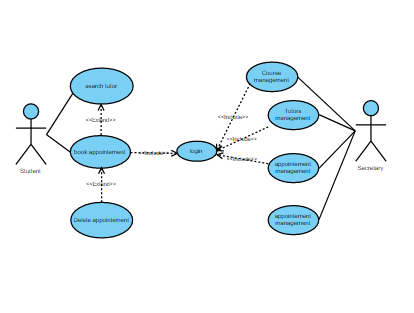 search tutor
<<Extend>>
book appointement
<<Extend>>
Delete appointement
Student
<<Include>>
login
Course
management
<<Include>>
Tutors
management
<<Include>>
appointement
management
<<Include>>
appointement
management
Secretary